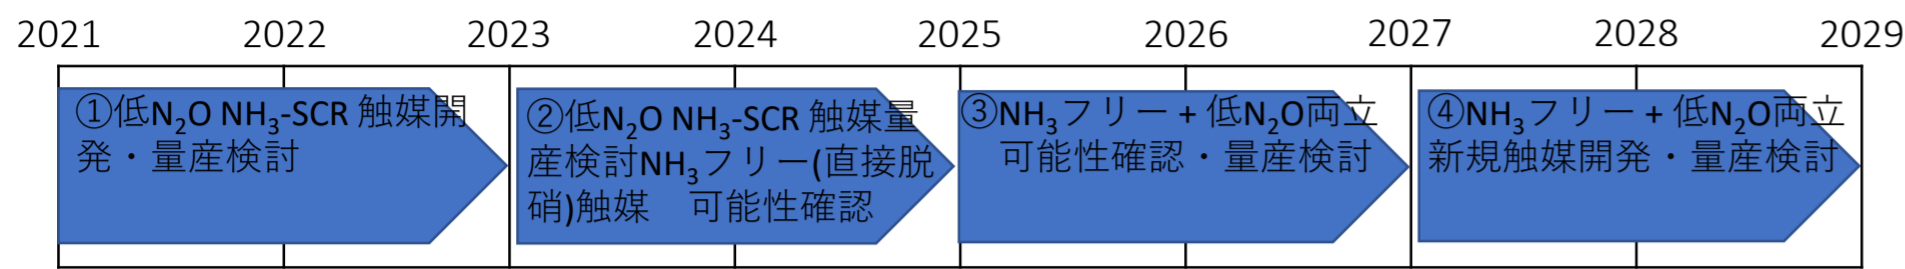 2021 2022 2023 2024 2025 2026 2027 2028 2029
①低N₂O NH₃-SCR 触媒開
発・量産検討
②低N₂O NH₃-SCR 触媒量
産検討NH₃フリー(直接脱
硝)触媒　可能性確認
③NH₃フリー + 低N₂O両立
可能性確認・量産検討
④NH₃フリー + 低N₂O両立
新規触媒開発・量産検討